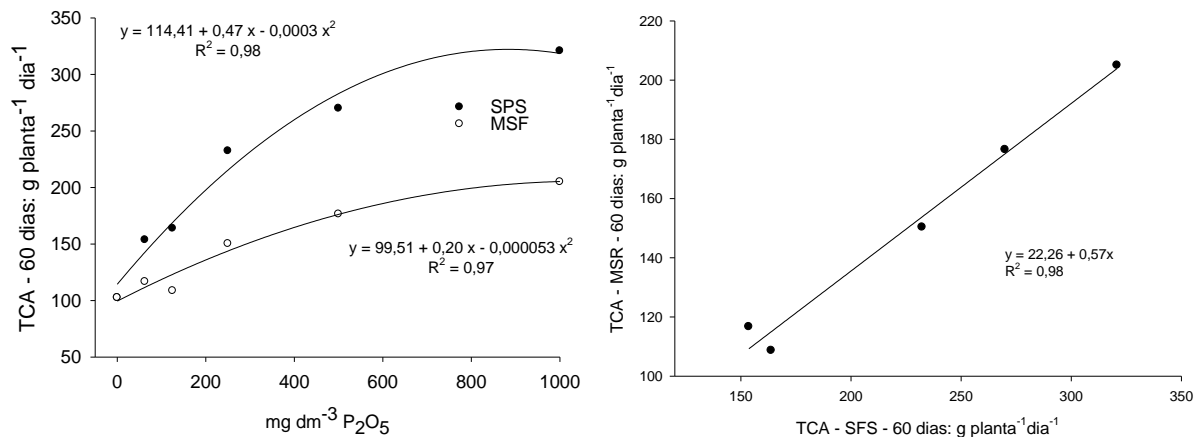 350
300
250
200
150
100
50
TCA - 60 dias: g planta⁻¹ dia⁻¹
y = 114,41 + 0,47 x - 0,0003 x²
R² = 0,98
SPS
MSF
y = 99,51 + 0,20 x - 0,000053 x²
R² = 0,97
0 200 400 600 800 1000
mg dm⁻³ P₂O₅
220
200
180
160
140
120
100
TCA - MSR - 60 dias: g planta⁻¹dia⁻¹
y = 22,26 + 0,57x
R² = 0,98
150 200 250 300 350
TCA - SFS - 60 dias: g planta⁻¹dia⁻¹